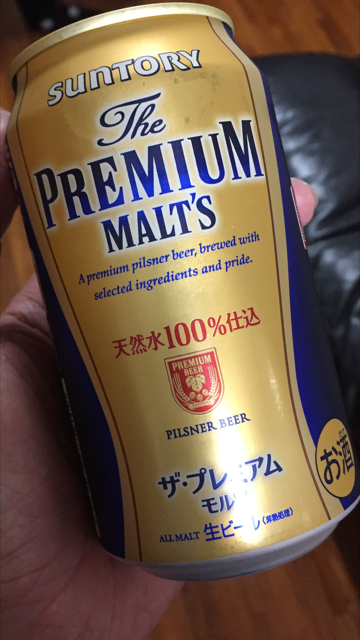 SUNTORY
The
PREMIUM
MALT'S
A premium pilsner beer, brewed with
selected ingredients and pride.
天然水100%仕込
PREMIUM
BEER
PILSNER BEER
ザ・プレミアム
モルツ
ALL MALT 生ビール(非熱処理)
お酒